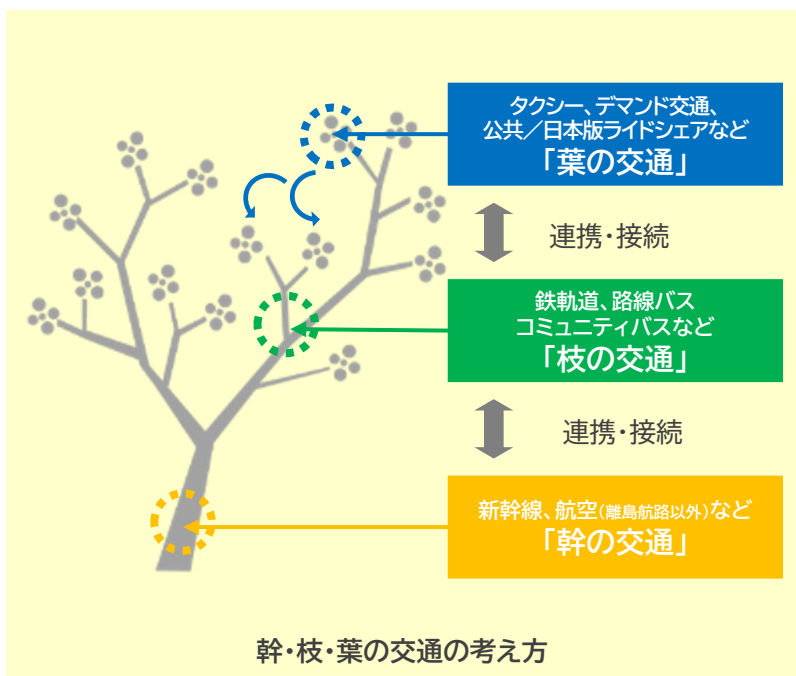 タクシー、デマンド交通、
公共／日本版ライドシェアなど
「葉の交通」
連携・接続
鉄軌道、路線バス
コミュニティバスなど
「枝の交通」
連携・接続
新幹線、航空（離島航路以外）など
「幹の交通」
幹・枝・葉の交通の考え方